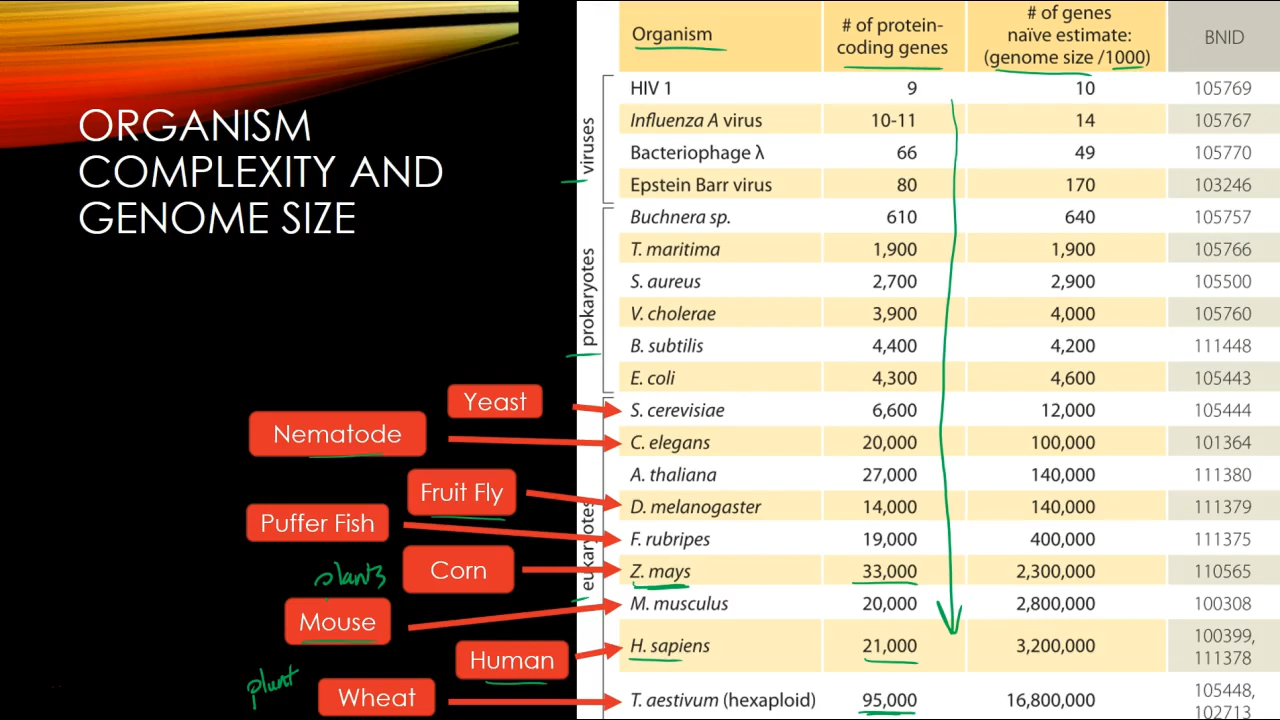 ORGANISM
COMPLEXITY AND
GENOME SIZE
Organism # of protein-coding genes # of genes naïve estimate: (genome size /1000) BNID
viruses
HIV 1 9 10 105769
Influenza A virus 10-11 14 105767
Bacteriophage λ 66 49 105770
Epstein Barr virus 80 170 103246
prokaryotes
Buchnera sp. 610 640 105757
T. maritima 1,900 1,900 105766
S. aureus 2,700 2,900 105500
V. cholerae 3,900 4,000 105760
B. subtilis 4,400 4,200 111448
E. coli 4,300 4,600 105443
eukaryotes
Yeast S. cerevisiae 6,600 12,000 105444
Nematode C. elegans 20,000 100,000 101364
A. thaliana 27,000 140,000 111380
Fruit Fly D. melanogaster 14,000 140,000 111379
Puffer Fish F. rubripes 19,000 400,000 111375
plants Corn Z. mays 33,000 2,300,000 110565
Mouse M. musculus 20,000 2,800,000 100308
Human H. sapiens 21,000 3,200,000 100399, 111378
plant Wheat T. aestivum (hexaploid) 95,000 16,800,000 105448, 102713